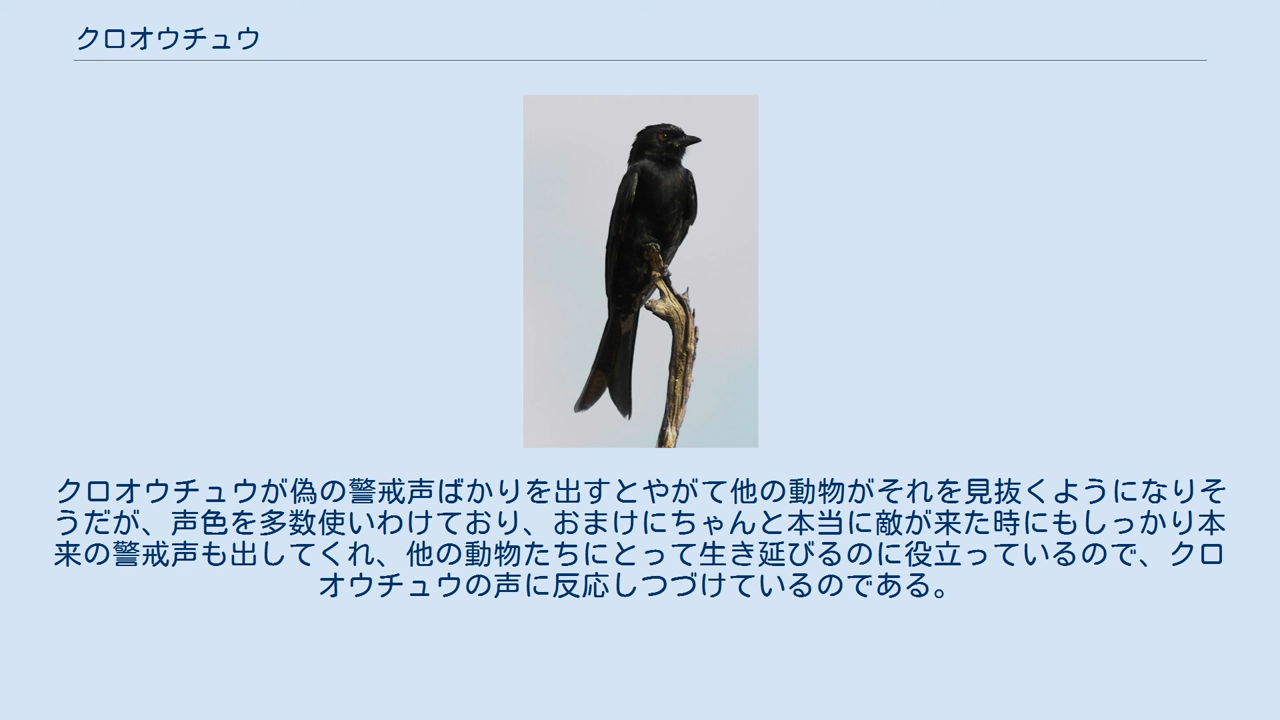 クロオウチュウ
クロオウチュウが偽の警戒声ばかりを出すとやがて他の動物がそれを見抜くようになりそ
うだが、声色を多数使いわけており、おまけにちゃんと本当に敵が来た時にもしっかり本
来の警戒声も出してくれ、他の動物たちにとって生き延びるのに役立っているので、クロ
オウチュウの声に反応しつづけているのである。